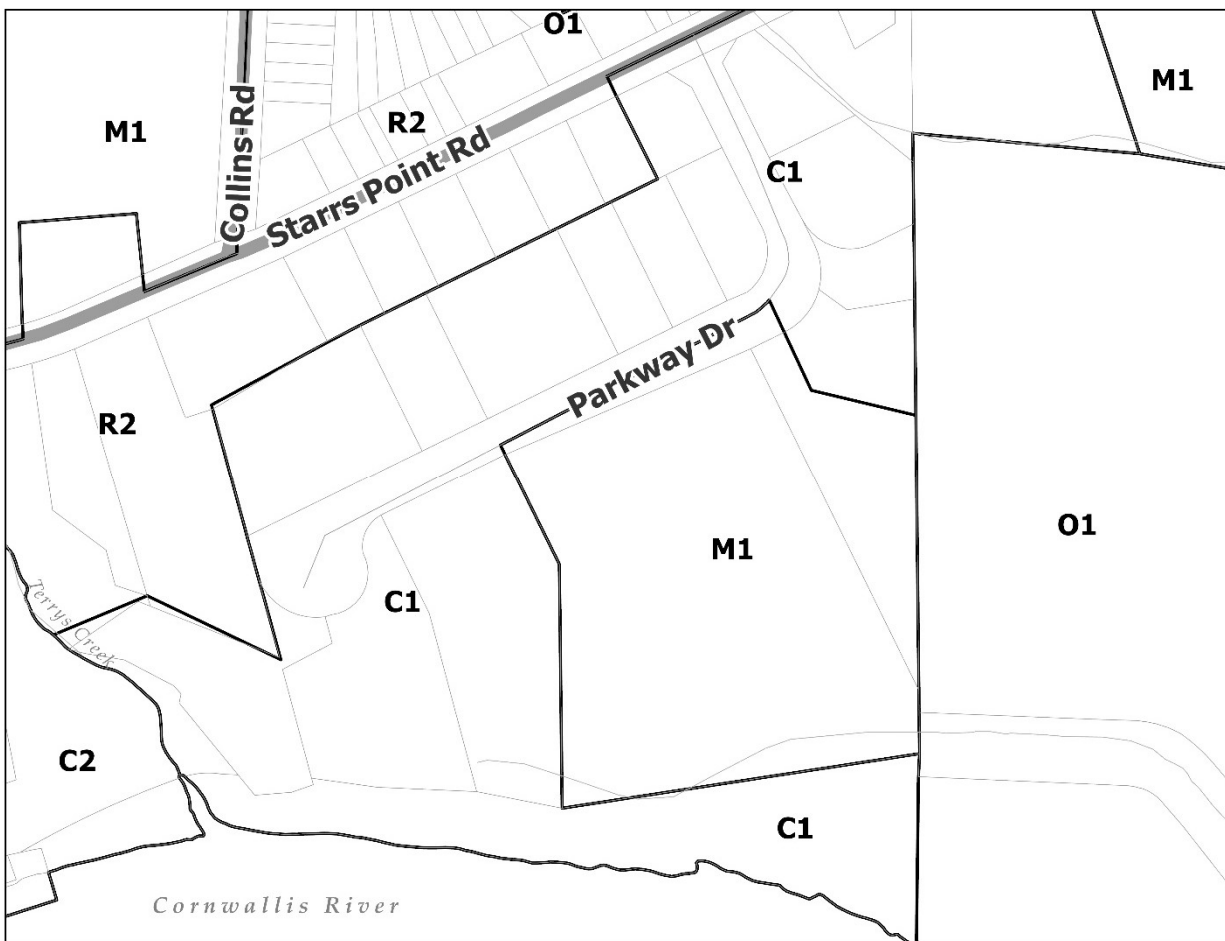 O1
M1
M1
R2
Collins Rd
Starrs Point Rd
C1
Parkway Dr
R2
O1
M1
C1
Terrys Creek
C2
C1
Cornwallis River